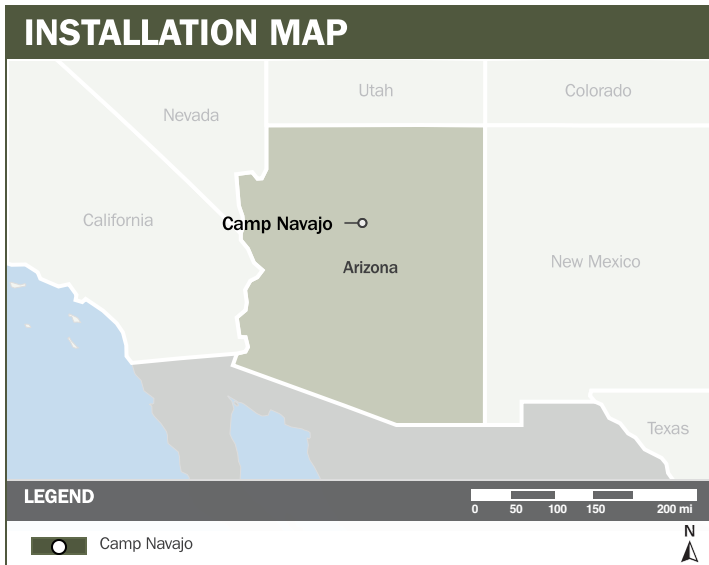 INSTALLATION MAP
Utah
Colorado
Nevada
California
Camp Navajo
Arizona
New Mexico
Texas
LEGEND
0 50 100 150 200 mi
N
Camp Navajo